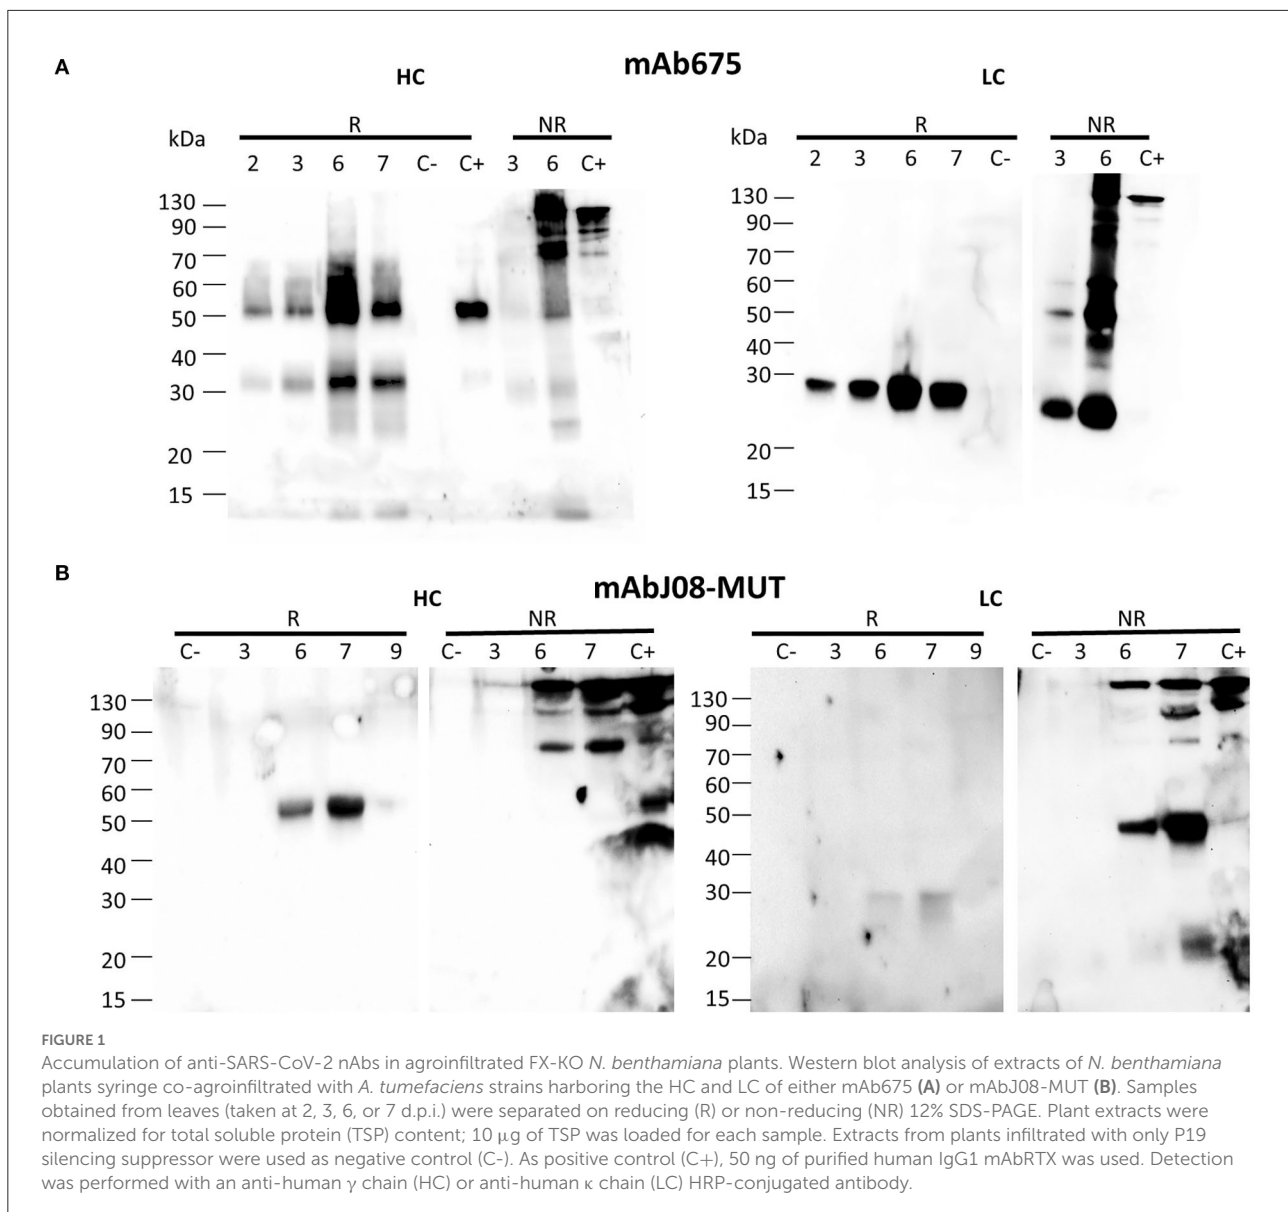 A
mAb675
HC
LC
R
NR
R
NR
kDa
2 3 6 7 C- C+ 3 6 C+
kDa
2 3 6 7 C- 3 6 C+
130
90
70
60
50
40
30
20
15
130
90
70
60
50
40
30
20
15
B
mAbJ08-MUT
HC
LC
R
NR
R
NR
C- 3 6 7 9
C- 3 6 7 C+
C- 3 6 7 9
C- 3 6 7 C+
130
90
70
60
50
40
30
20
15
130
90
70
60
50
40
30
20
15
FIGURE 1
Accumulation of anti-SARS-CoV-2 nAbs in agroinfiltrated FX-KO N. benthamiana plants. Western blot analysis of extracts of N. benthamiana
plants syringe co-agroinfiltrated with A. tumefaciens strains harboring the HC and LC of either mAb675 (A) or mAbJ08-MUT (B). Samples
obtained from leaves (taken at 2, 3, 6, or 7 d.p.i.) were separated on reducing (R) or non-reducing (NR) 12% SDS-PAGE. Plant extracts were
normalized for total soluble protein (TSP) content; 10 μg of TSP was loaded for each sample. Extracts from plants infiltrated with only P19
silencing suppressor were used as negative control (C-). As positive control (C+), 50 ng of purified human IgG1 mAbRTX was used. Detection
was performed with an anti-human γ chain (HC) or anti-human κ chain (LC) HRP-conjugated antibody.